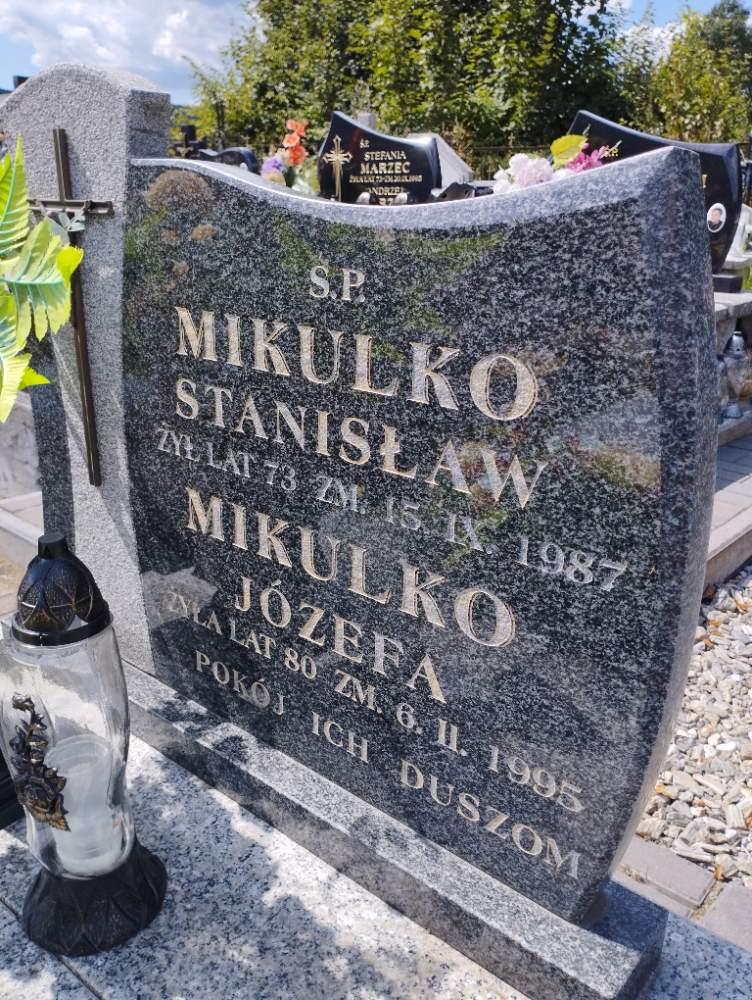 Ś.P.
MIKULKO
STANISŁAW
ŻYŁ LAT 73 ZM. 15. IX. 1987
MIKULKO
JÓZEFA
ŻYŁA LAT 80 ZM. 6. II. 1995
POKÓJ ICH DUSZOM
Ś.P.
STEFANIA
MARZEC
ANDRZEJ